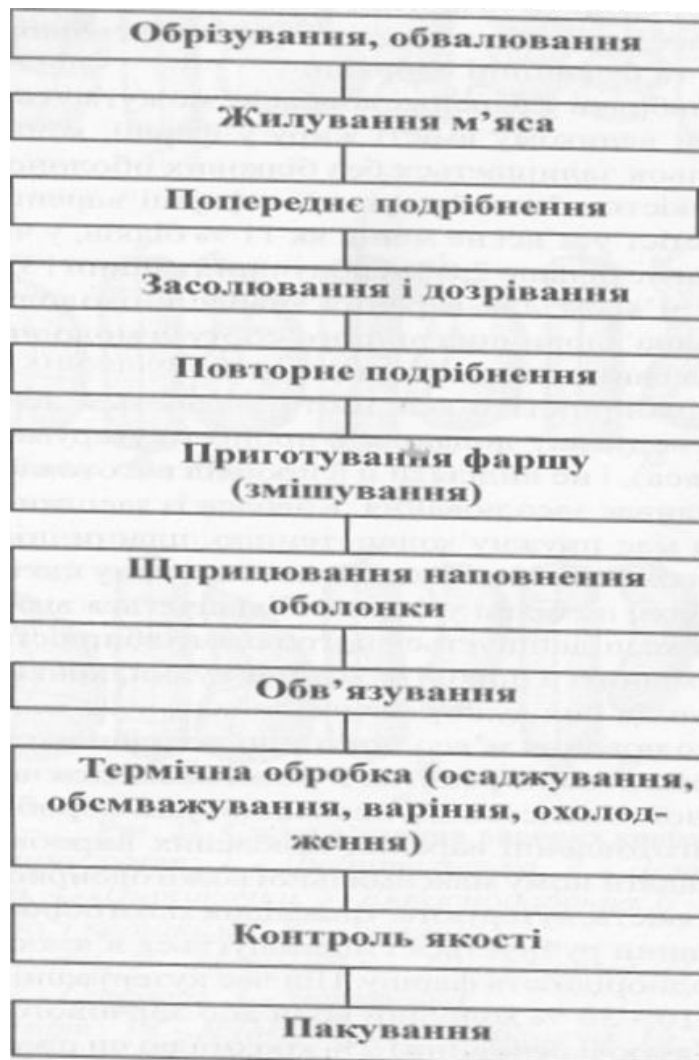 Обрізування, обвалювання
Жилування м’яса
Попереднє подрібнення
Засолювання і дозрівання
Повторне подрібнення
Приготування фаршу
(змішування)
Щприцювання наповнення
оболонки
Обв’язування
Термічна обробка (осаджування,
обсмважування, варіння, охолод-
ження)
Контроль якості
Пакування